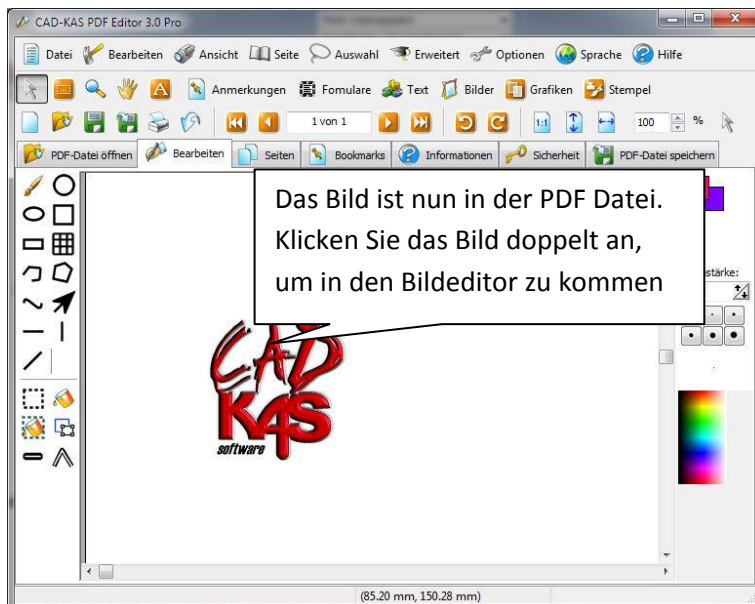 CAD-KAS PDF Editor 3.0 Pro
Datei Bearbeiten Ansicht Seite Auswahl Erweitert Optionen Sprache Hilfe
A Anmerkungen Fomulare Text Bilder Grafiken Stempel
1 von 1 1:1 100 %
PDF-Datei öffnen Bearbeiten Seiten Bookmarks Informationen Sicherheit PDF-Datei speichern
Das Bild ist nun in der PDF Datei.
Klicken Sie das Bild doppelt an,
um in den Bildeditor zu kommen
stärke:
CAD
KAS
software
(85.20 mm, 150.28 mm)